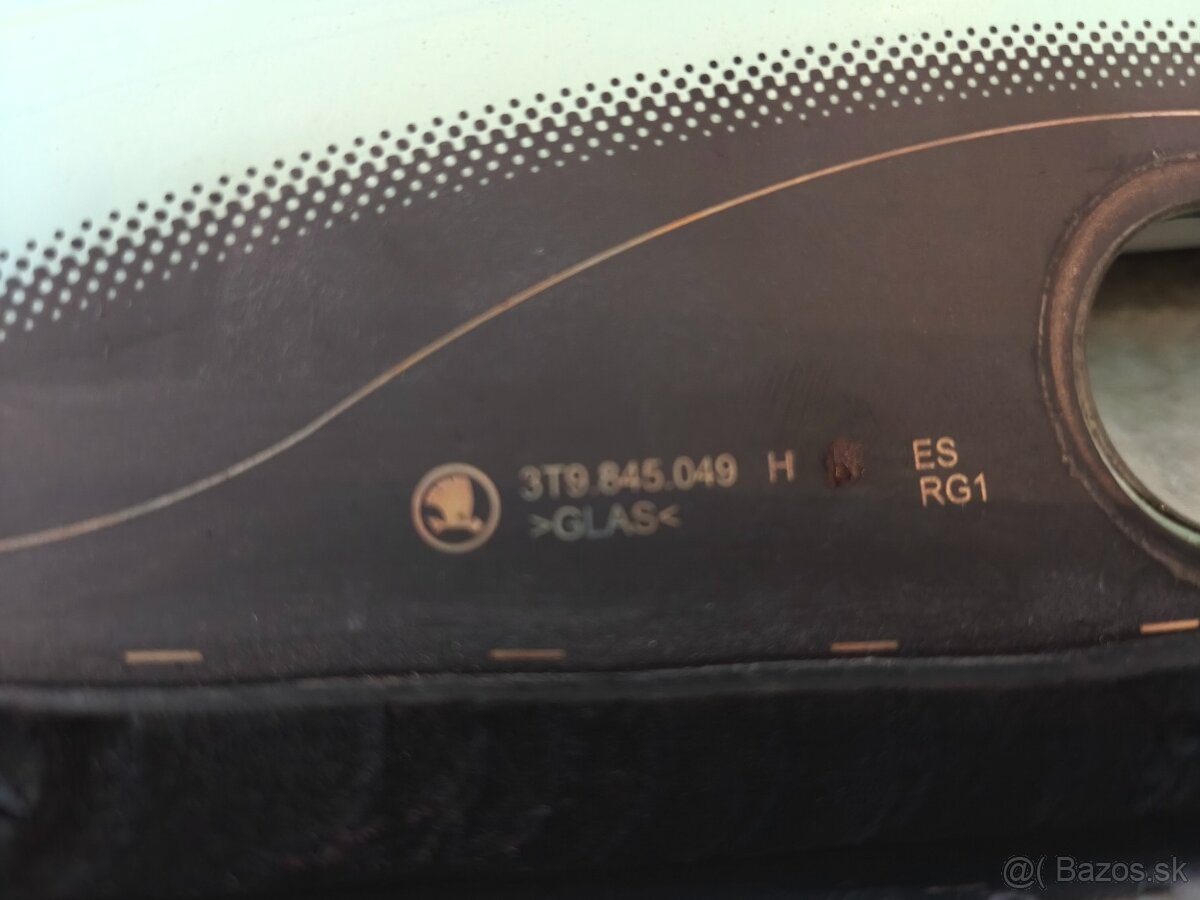 3T9.845.049 H ES
>GLAS< RG1
@( Bazos.sk